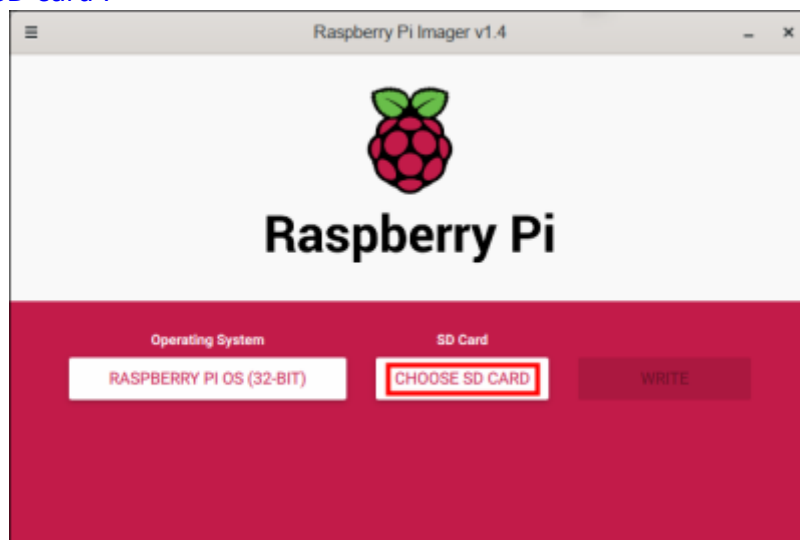 Raspberry Pi Imager v1.4
Raspberry Pi
Operating System
SD Card
RASPBERRY PI OS (32-BIT)
CHOOSE SD CARD
WRITE